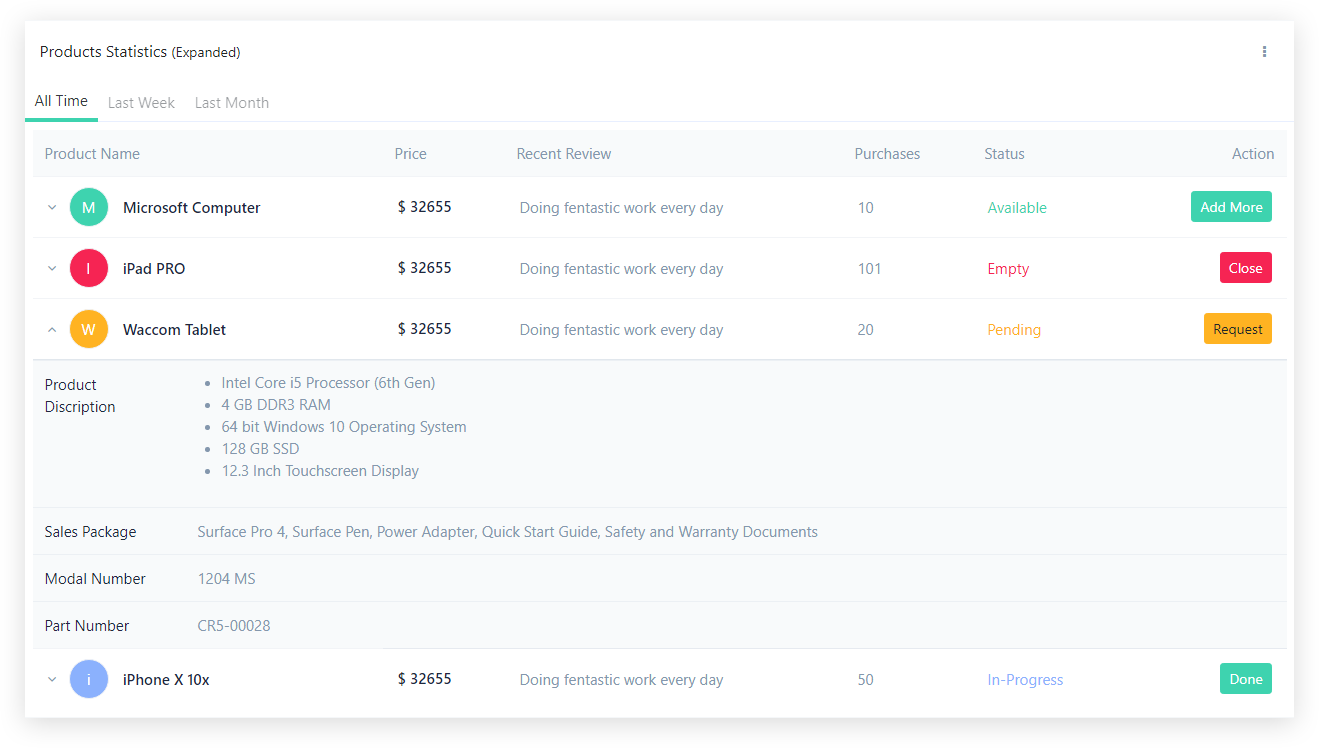 Products Statistics (Expanded)
All Time Last Week Last Month
Product Name Price Recent Review Purchases Status Action
M Microsoft Computer $ 32655 Doing fentastic work every day 10 Available Add More
I iPad PRO $ 32655 Doing fentastic work every day 101 Empty Close
W Waccom Tablet $ 32655 Doing fentastic work every day 20 Pending Request
Product
Discription
• Intel Core i5 Processor (6th Gen)
• 4 GB DDR3 RAM
• 64 bit Windows 10 Operating System
• 128 GB SSD
• 12.3 Inch Touchscreen Display
Sales Package Surface Pro 4, Surface Pen, Power Adapter, Quick Start Guide, Safety and Warranty Documents
Modal Number 1204 MS
Part Number CR5-00028
i iPhone X 10x $ 32655 Doing fentastic work every day 50 In-Progress Done